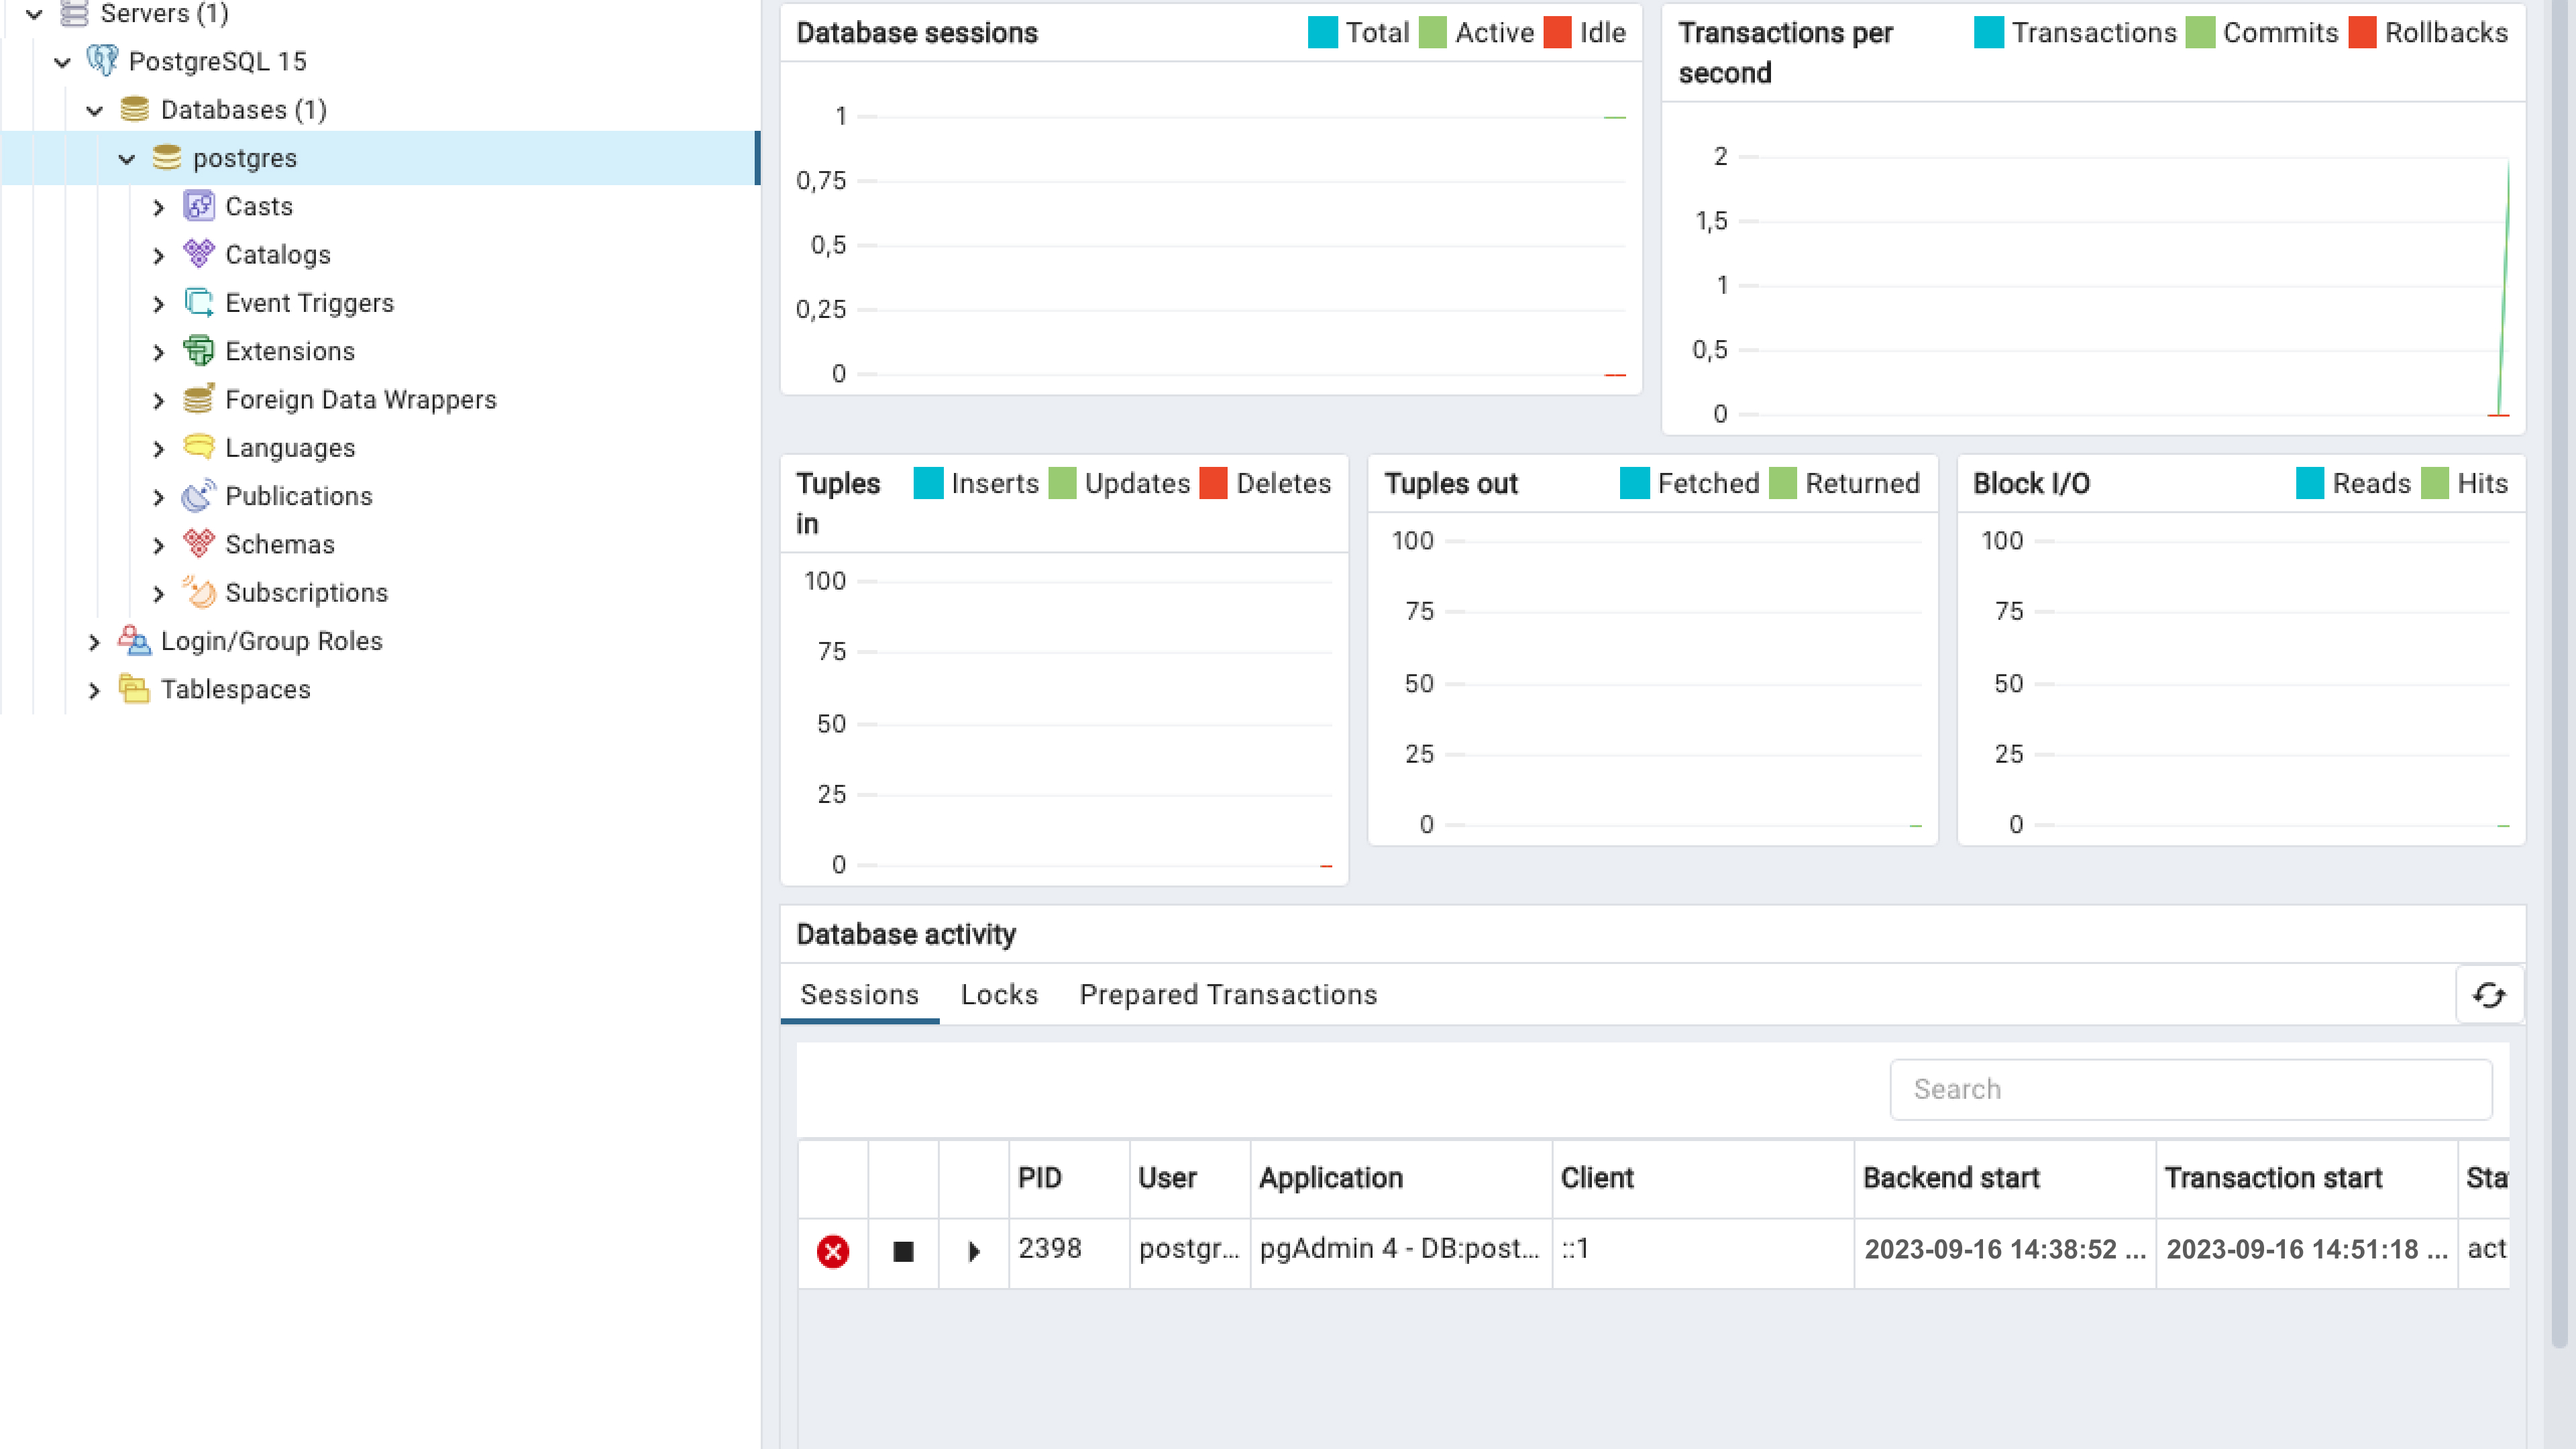 Servers (1)
PostgreSQL 15
Databases (1)
postgres
Casts
Catalogs
Event Triggers
Extensions
Foreign Data Wrappers
Languages
Publications
Schemas
Subscriptions
Login/Group Roles
Tablespaces
Database sessions
Total Active Idle
1
0,75
0,5
0,25
0
Transactions per
second
Transactions Commits Rollbacks
2
1,5
1
0,5
0
Tuples
in
Inserts Updates Deletes
100
75
50
25
0
Tuples out
Fetched Returned
100
75
50
25
0
Block I/O
Reads Hits
100
75
50
25
0
Database activity
Sessions Locks Prepared Transactions
Search
PID User Application Client Backend start Transaction start Sta
2398 postgr... pgAdmin 4 - DB:post... ::1 2023-09-16 14:38:52 ... 2023-09-16 14:51:18 ... act